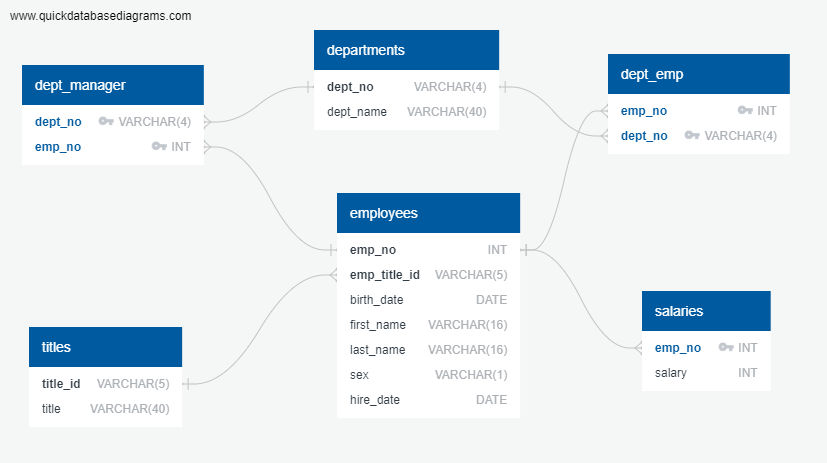 www.quickdatabasediagrams.com
departments
dept_no VARCHAR(4)
dept_name VARCHAR(40)
dept_manager
dept_no VARCHAR(4)
emp_no INT
dept_emp
emp_no INT
dept_no VARCHAR(4)
employees
emp_no INT
emp_title_id VARCHAR(5)
birth_date DATE
first_name VARCHAR(16)
last_name VARCHAR(16)
sex VARCHAR(1)
hire_date DATE
titles
title_id VARCHAR(5)
title VARCHAR(40)
salaries
emp_no INT
salary INT